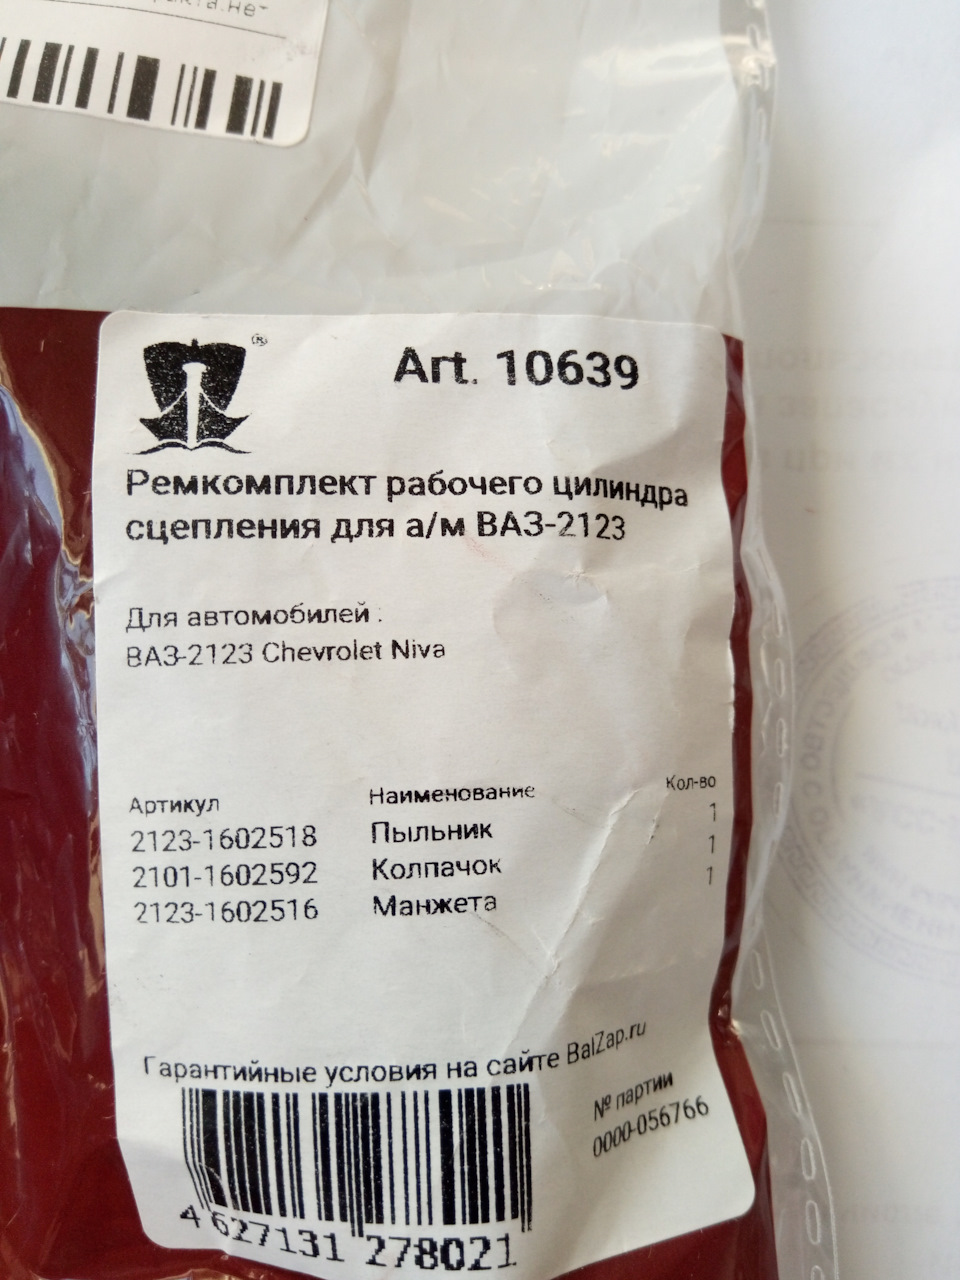 ®
Art. 10639
Ремкомплект рабочего цилиндра
сцепления для а/м ВАЗ-2123
Для автомобилей :
ВАЗ-2123 Chevrolet Niva
Артикул Наименование Кол-во
2123-1602518 Пыльник 1
2101-1602592 Колпачок 1
2123-1602516 Манжета 1
Гарантийные условия на сайте BalZap.ru
№ партии
0000-056766
4 627131 278021